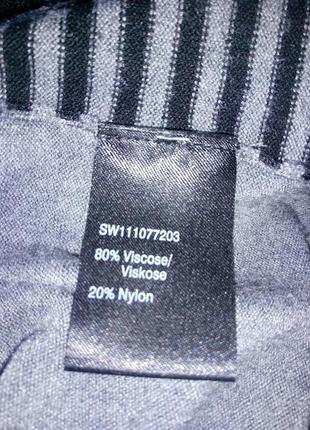 SW111077203
80% Viscose/
Viskose
20% Nylon